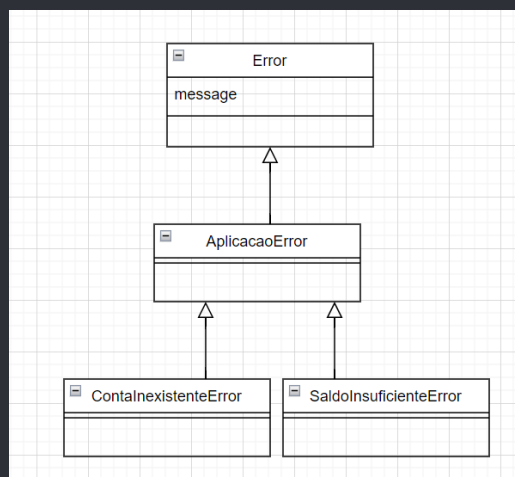 Error
message
AplicacaoError
ContaInexistenteError
SaldoInsuficienteError